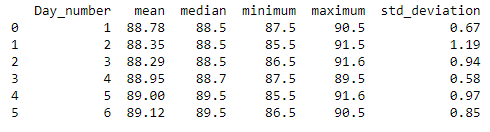 Day_number mean median minimum maximum std_deviation
0 1 88.78 88.5 87.5 90.5 0.67
1 2 88.35 88.5 85.5 91.5 1.19
2 3 88.29 88.5 86.5 91.6 0.94
3 4 88.95 88.7 87.5 89.5 0.58
4 5 89.00 89.5 85.5 91.6 0.97
5 6 89.12 89.5 86.5 90.5 0.85